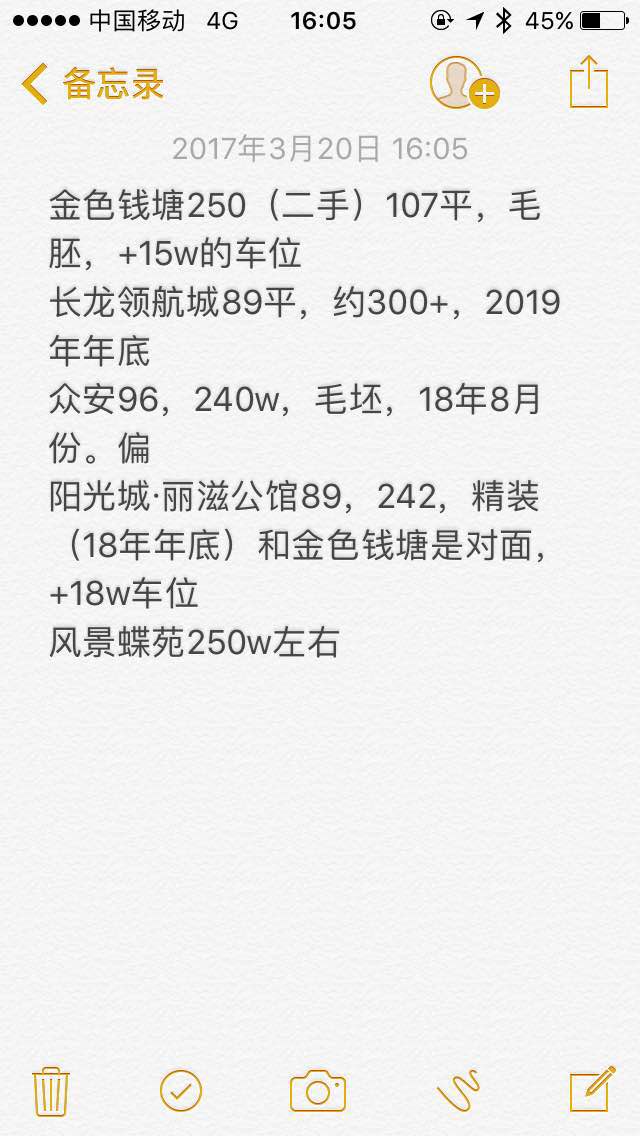 中国移动 4G 16:05 45%
备忘录
2017年3月20日 16:05
金色钱塘250（二手）107平，毛
胚，+15w的车位
长龙领航城89平，约300+，2019
年年底
众安96，240w，毛坯，18年8月
份。偏
阳光城·丽滋公馆89，242，精装
（18年年底）和金色钱塘是对面，
+18w车位
风景蝶苑250w左右